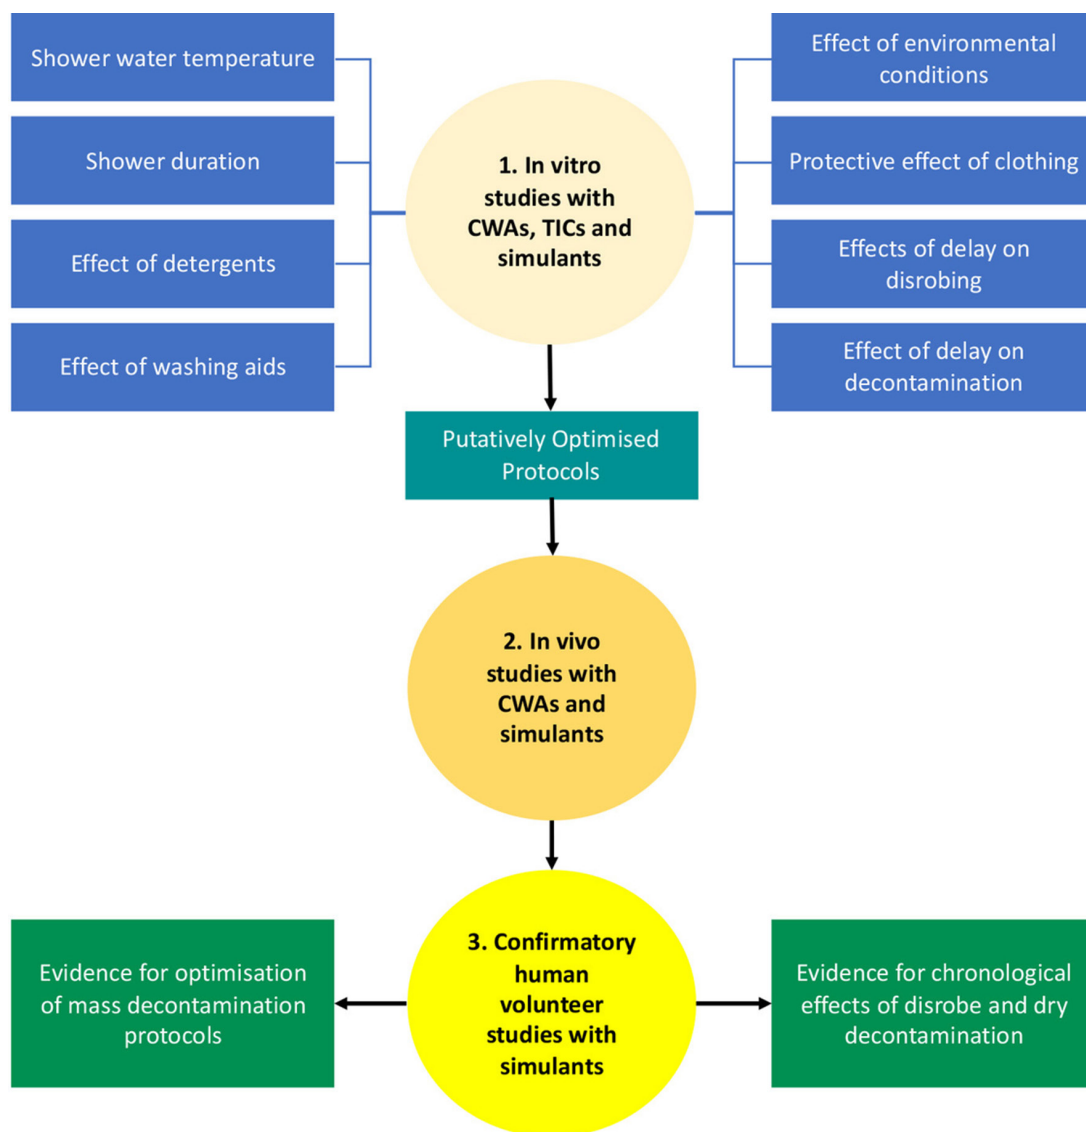 Shower water temperature
Shower duration
Effect of detergents
Effect of washing aids
1. In vitro
studies with
CWAs, TICs and
simulants
Effect of environmental
conditions
Protective effect of clothing
Effects of delay on
disrobing
Effect of delay on
decontamination
Putatively Optimised
Protocols
2. In vivo
studies with
CWAs and
simulants
3. Confirmatory
human
volunteer
studies with
simulants
Evidence for optimisation
of mass decontamination
protocols
Evidence for chronological
effects of disrobe and dry
decontamination